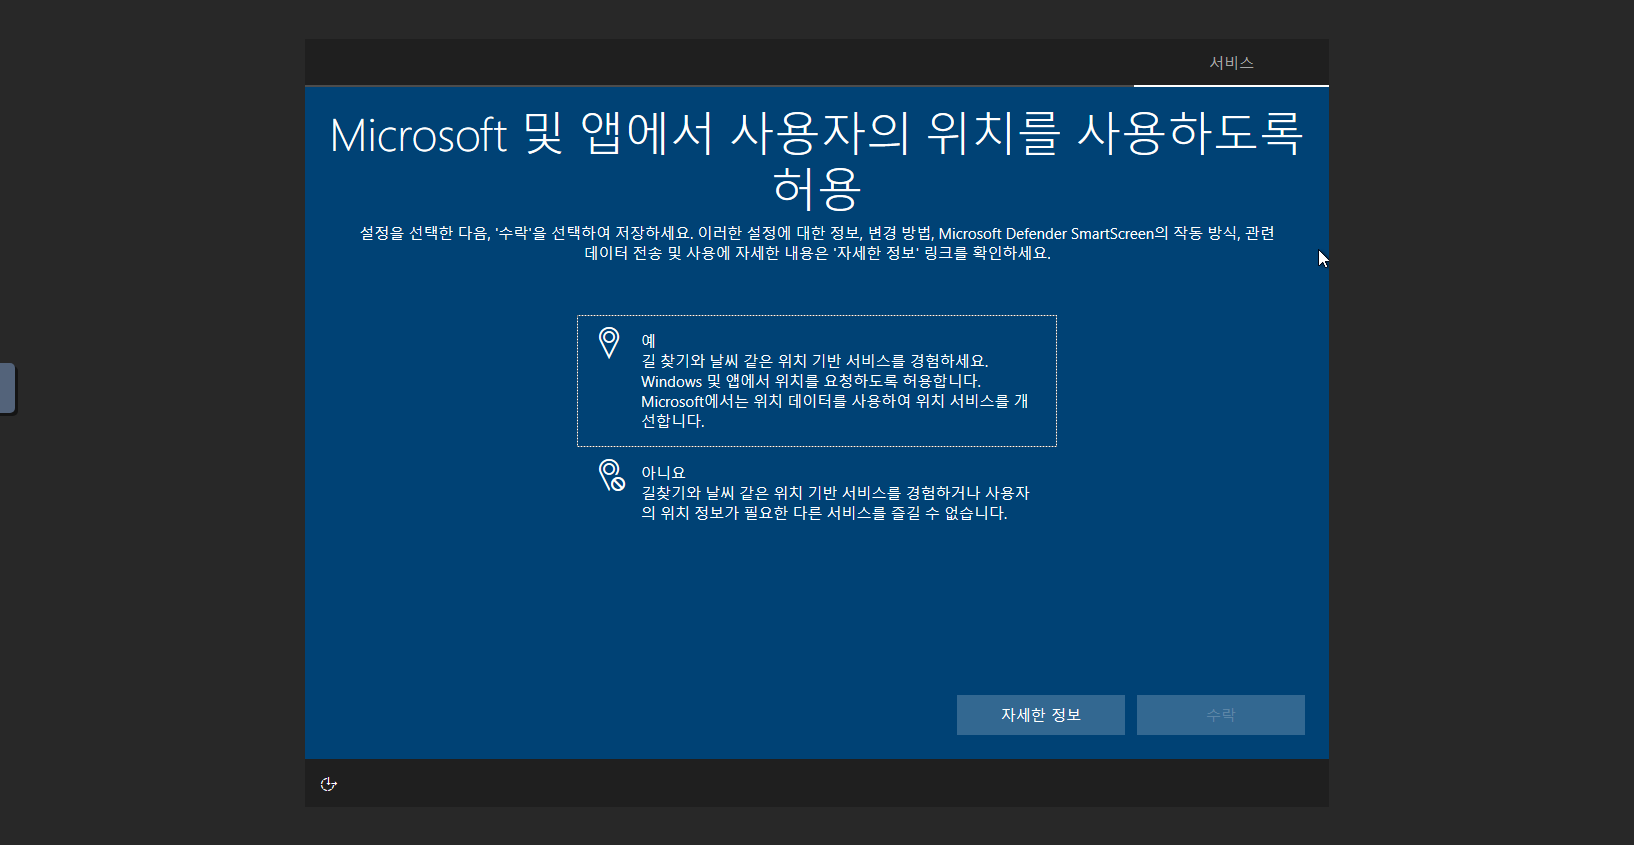 서비스
Microsoft 및 앱에서 사용자의 위치를 사용하도록
허용
설정을 선택한 다음, '수락'을 선택하여 저장하세요. 이러한 설정에 대한 정보, 변경 방법, Microsoft Defender SmartScreen의 작동 방식, 관련
데이터 전송 및 사용에 자세한 내용은 '자세한 정보' 링크를 확인하세요.
예
길 찾기와 날씨 같은 위치 기반 서비스를 경험하세요.
Windows 및 앱에서 위치를 요청하도록 허용합니다.
Microsoft에서는 위치 데이터를 사용하여 위치 서비스를 개
선합니다.
아니요
길찾기와 날씨 같은 위치 기반 서비스를 경험하거나 사용자
의 위치 정보가 필요한 다른 서비스를 즐길 수 없습니다.
자세한 정보
수락